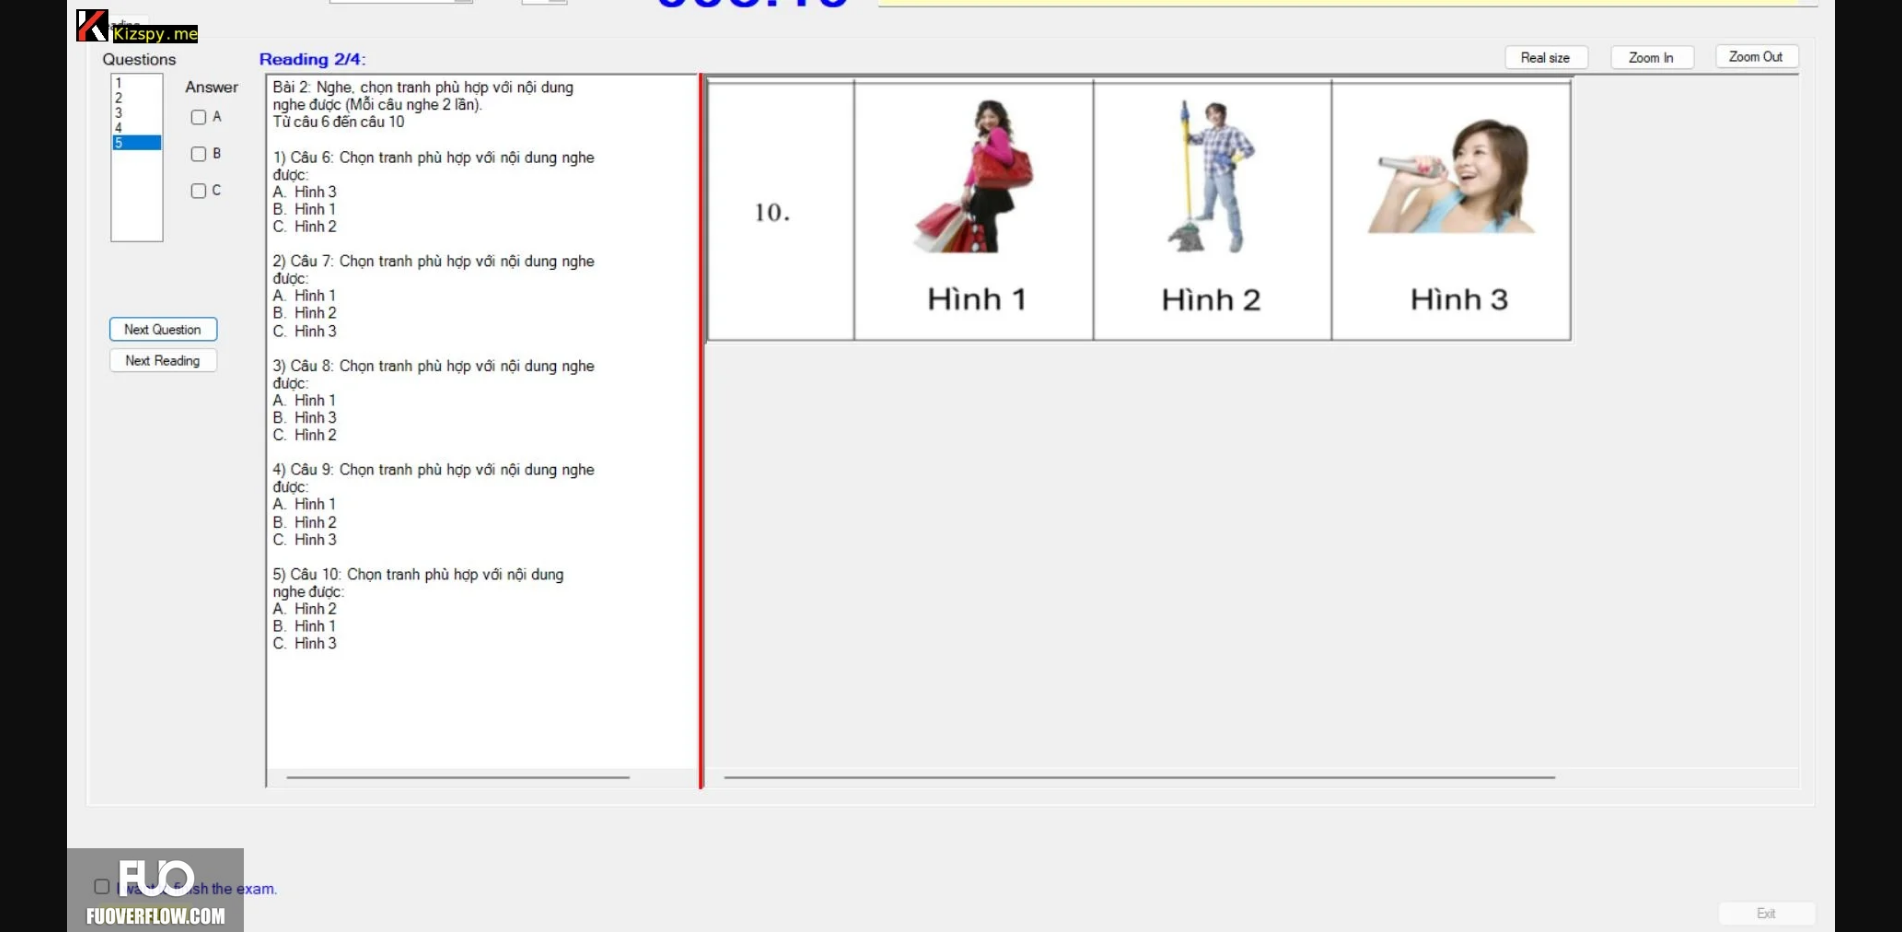 Kizspy.me
Questions
Reading 2/4:
Real size
Zoom In
Zoom Out
1
2
3
4
5
Answer
A
B
C
Next Question
Next Reading
Bài 2: Nghe, chọn tranh phù hợp với nội dung
nghe được (Mỗi câu nghe 2 lần).
Từ câu 6 đến câu 10
1) Câu 6: Chọn tranh phù hợp với nội dung nghe
được:
A. Hình 3
B. Hình 1
C. Hình 2
2) Câu 7: Chọn tranh phù hợp với nội dung nghe
được:
A. Hình 1
B. Hình 2
C. Hình 3
3) Câu 8: Chọn tranh phù hợp với nội dung nghe
được:
A. Hình 1
B. Hình 3
C. Hình 2
4) Câu 9: Chọn tranh phù hợp với nội dung nghe
được:
A. Hình 1
B. Hình 2
C. Hình 3
5) Câu 10: Chọn tranh phù hợp với nội dung
nghe được:
A. Hình 2
B. Hình 1
C. Hình 3
10.
Hình 1
Hình 2
Hình 3
FUO
the exam.
FUOVERFLOW.COM
Exit